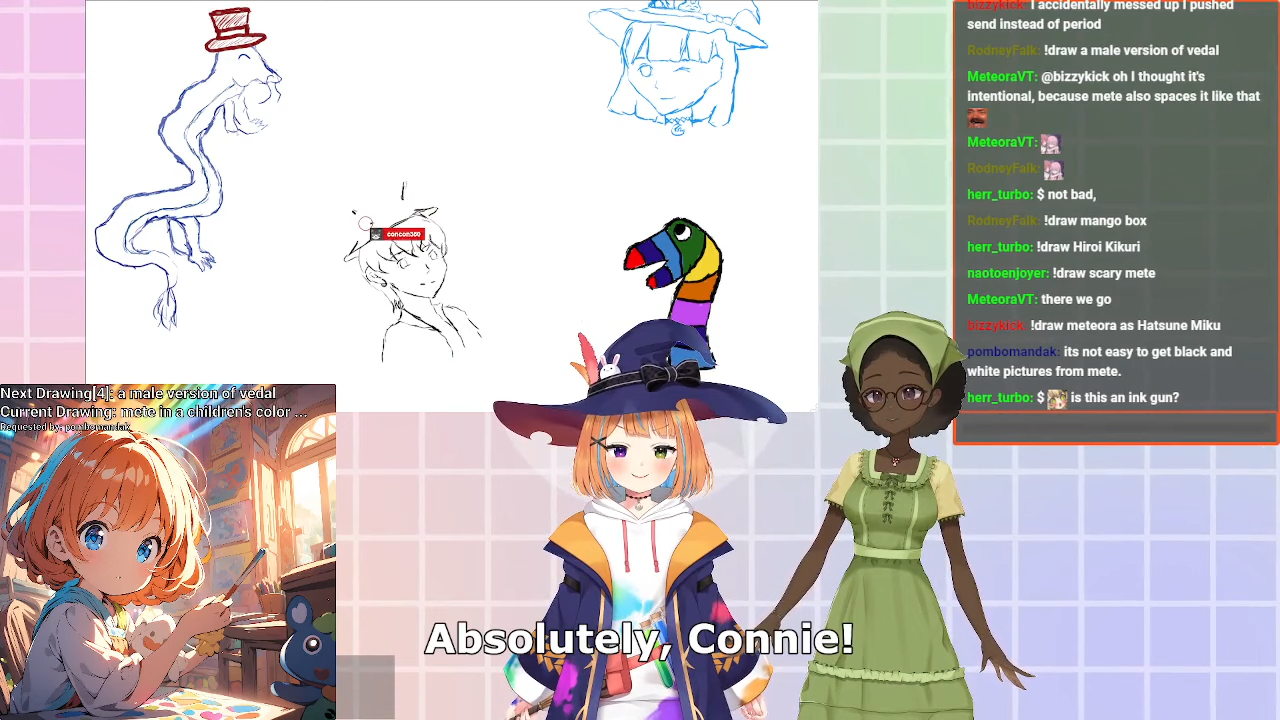 bizzykick: I accidentally messed up I pushed
send instead of period
RodneyFalk: !draw a male version of vedal
MeteoraVT: @bizzykick oh I thought it's
intentional, because mete also spaces it like that
MeteoraVT:
RodneyFalk:
herr_turbo: $ not bad,
RodneyFalk: !draw mango box
herr_turbo: !draw Hiroi Kikuri
naotoenjoyer: !draw scary mete
MeteoraVT: there we go
bizzykick: !draw meteora as Hatsune Miku
pombomandak: its not easy to get black and
white pictures from mete.
herr_turbo: $ is this an ink gun?
concon360
Next Drawing[4]: a male version of vedal
Current Drawing: mete in a children's color ...
Requested by: pombomandak
Absolutely, Connie!